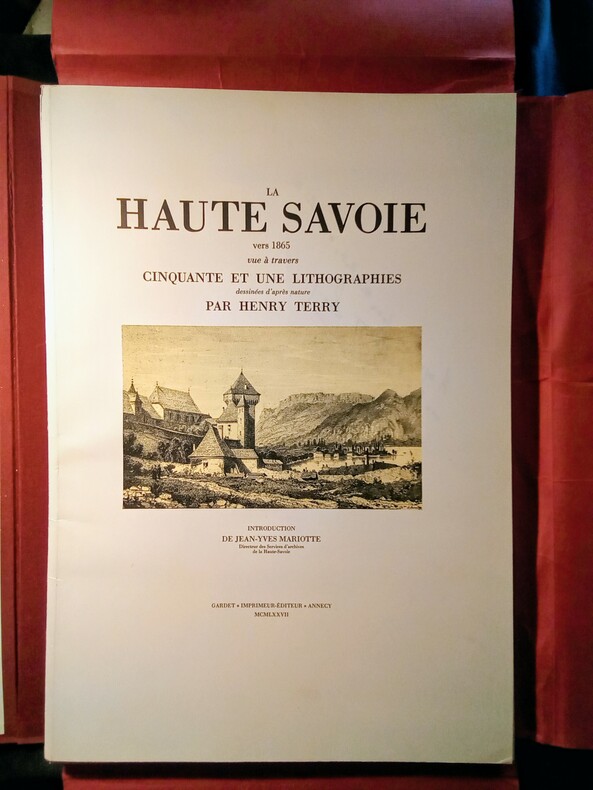 LA
HAUTE SAVOIE
vers 1865
vue à travers
CINQUANTE ET UNE LITHOGRAPHIES
dessinées d'après nature
PAR HENRY TERRY
INTRODUCTION
DE JEAN-YVES MARIOTTE
Directeur des Services d'archives
de la Haute-Savoie
GARDET • IMPRIMEUR-ÉDITEUR • ANNECY
MCMLXXVII